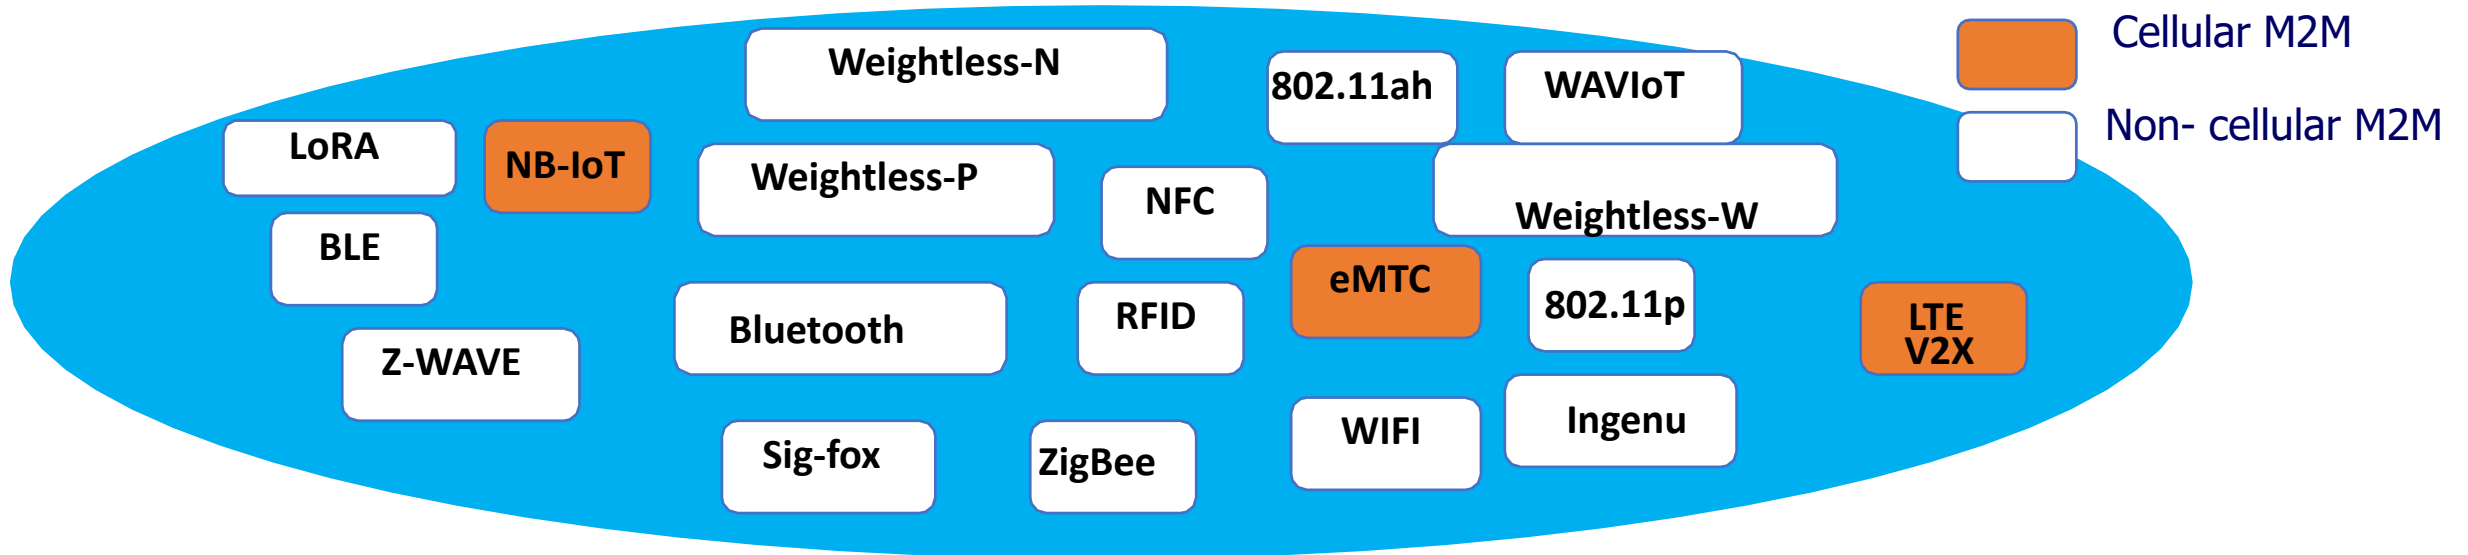 Cellular M2M
Non- cellular M2M
Weightless-N
802.11ah
WAVIoT
LoRA
NB-IoT
Weightless-P
NFC
Weightless-W
BLE
eMTC
802.11p
Bluetooth
RFID
LTE
V2X
Z-WAVE
WIFI
Ingenu
Sig-fox
ZigBee